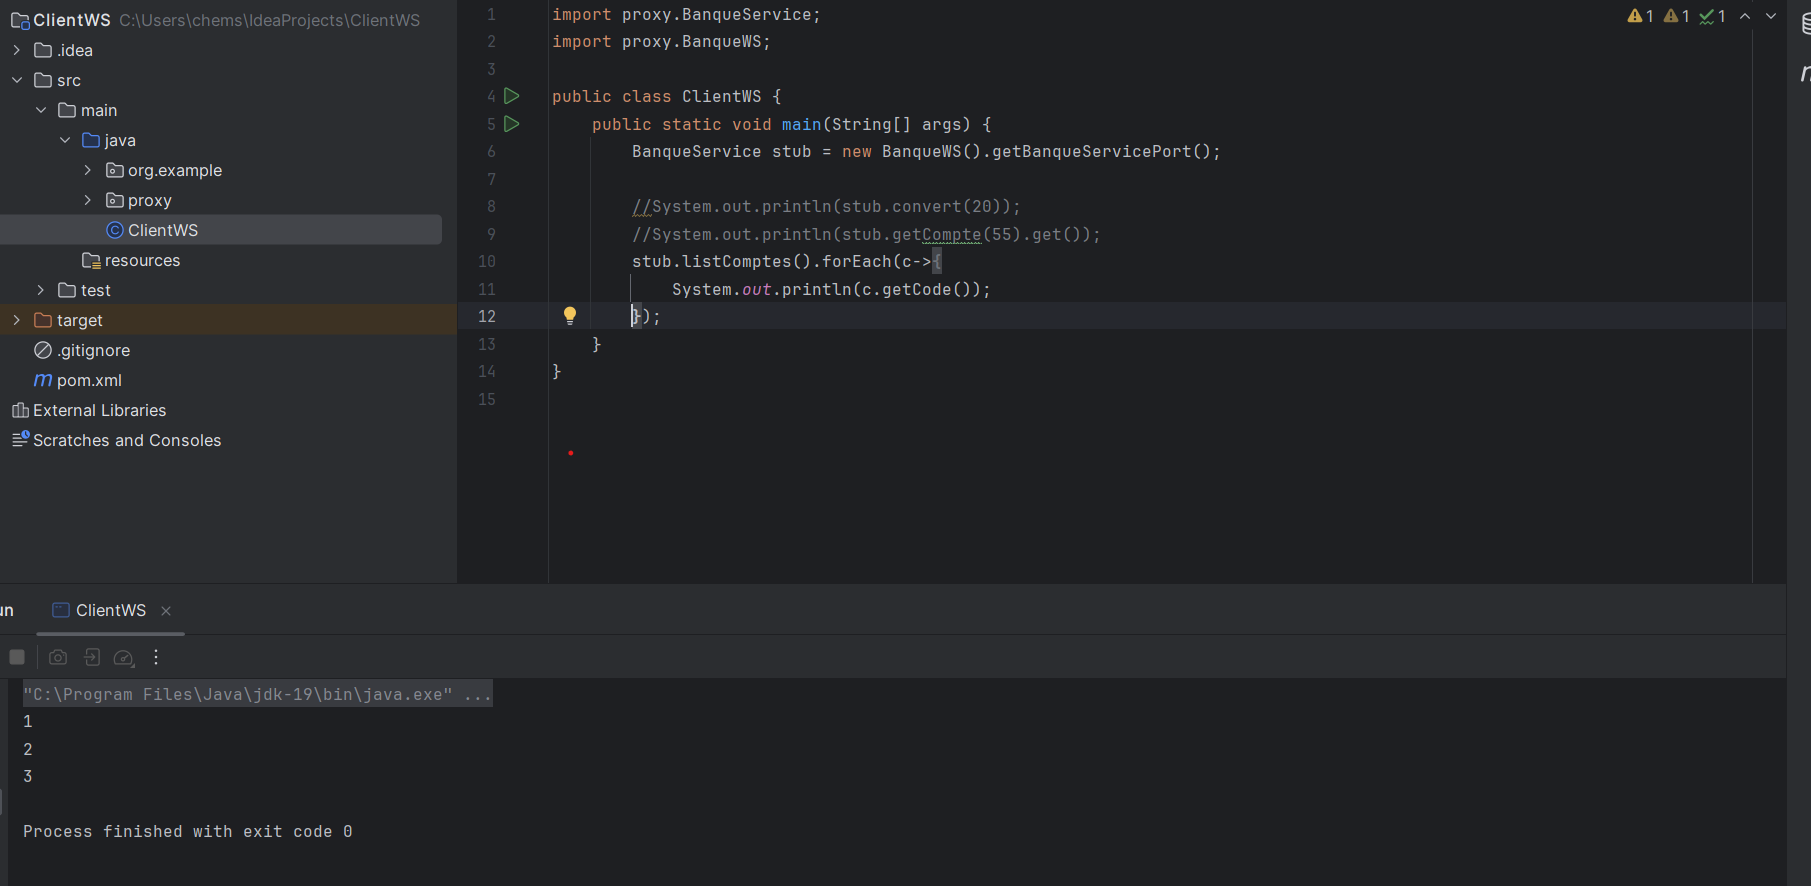 ClientWS C:\Users\chems\IdeaProjects\ClientWS
.idea
src
main
java
org.example
proxy
ClientWS
resources
test
target
.gitignore
pom.xml
External Libraries
Scratches and Consoles
1 import proxy.BanqueService;
2 import proxy.BanqueWS;
3
4 public class ClientWS {
5 public static void main(String[] args) {
6 BanqueService stub = new BanqueWS().getBanqueServicePort();
7
8 //System.out.println(stub.convert(20));
9 //System.out.println(stub.getCompte(55).get());
10 stub.listComptes().forEach(c->{
11 System.out.println(c.getCode());
12 });
13 }
14 }
15
1 1 1
un ClientWS
"C:\Program Files\Java\jdk-19\bin\java.exe" ...
1
2
3
Process finished with exit code 0